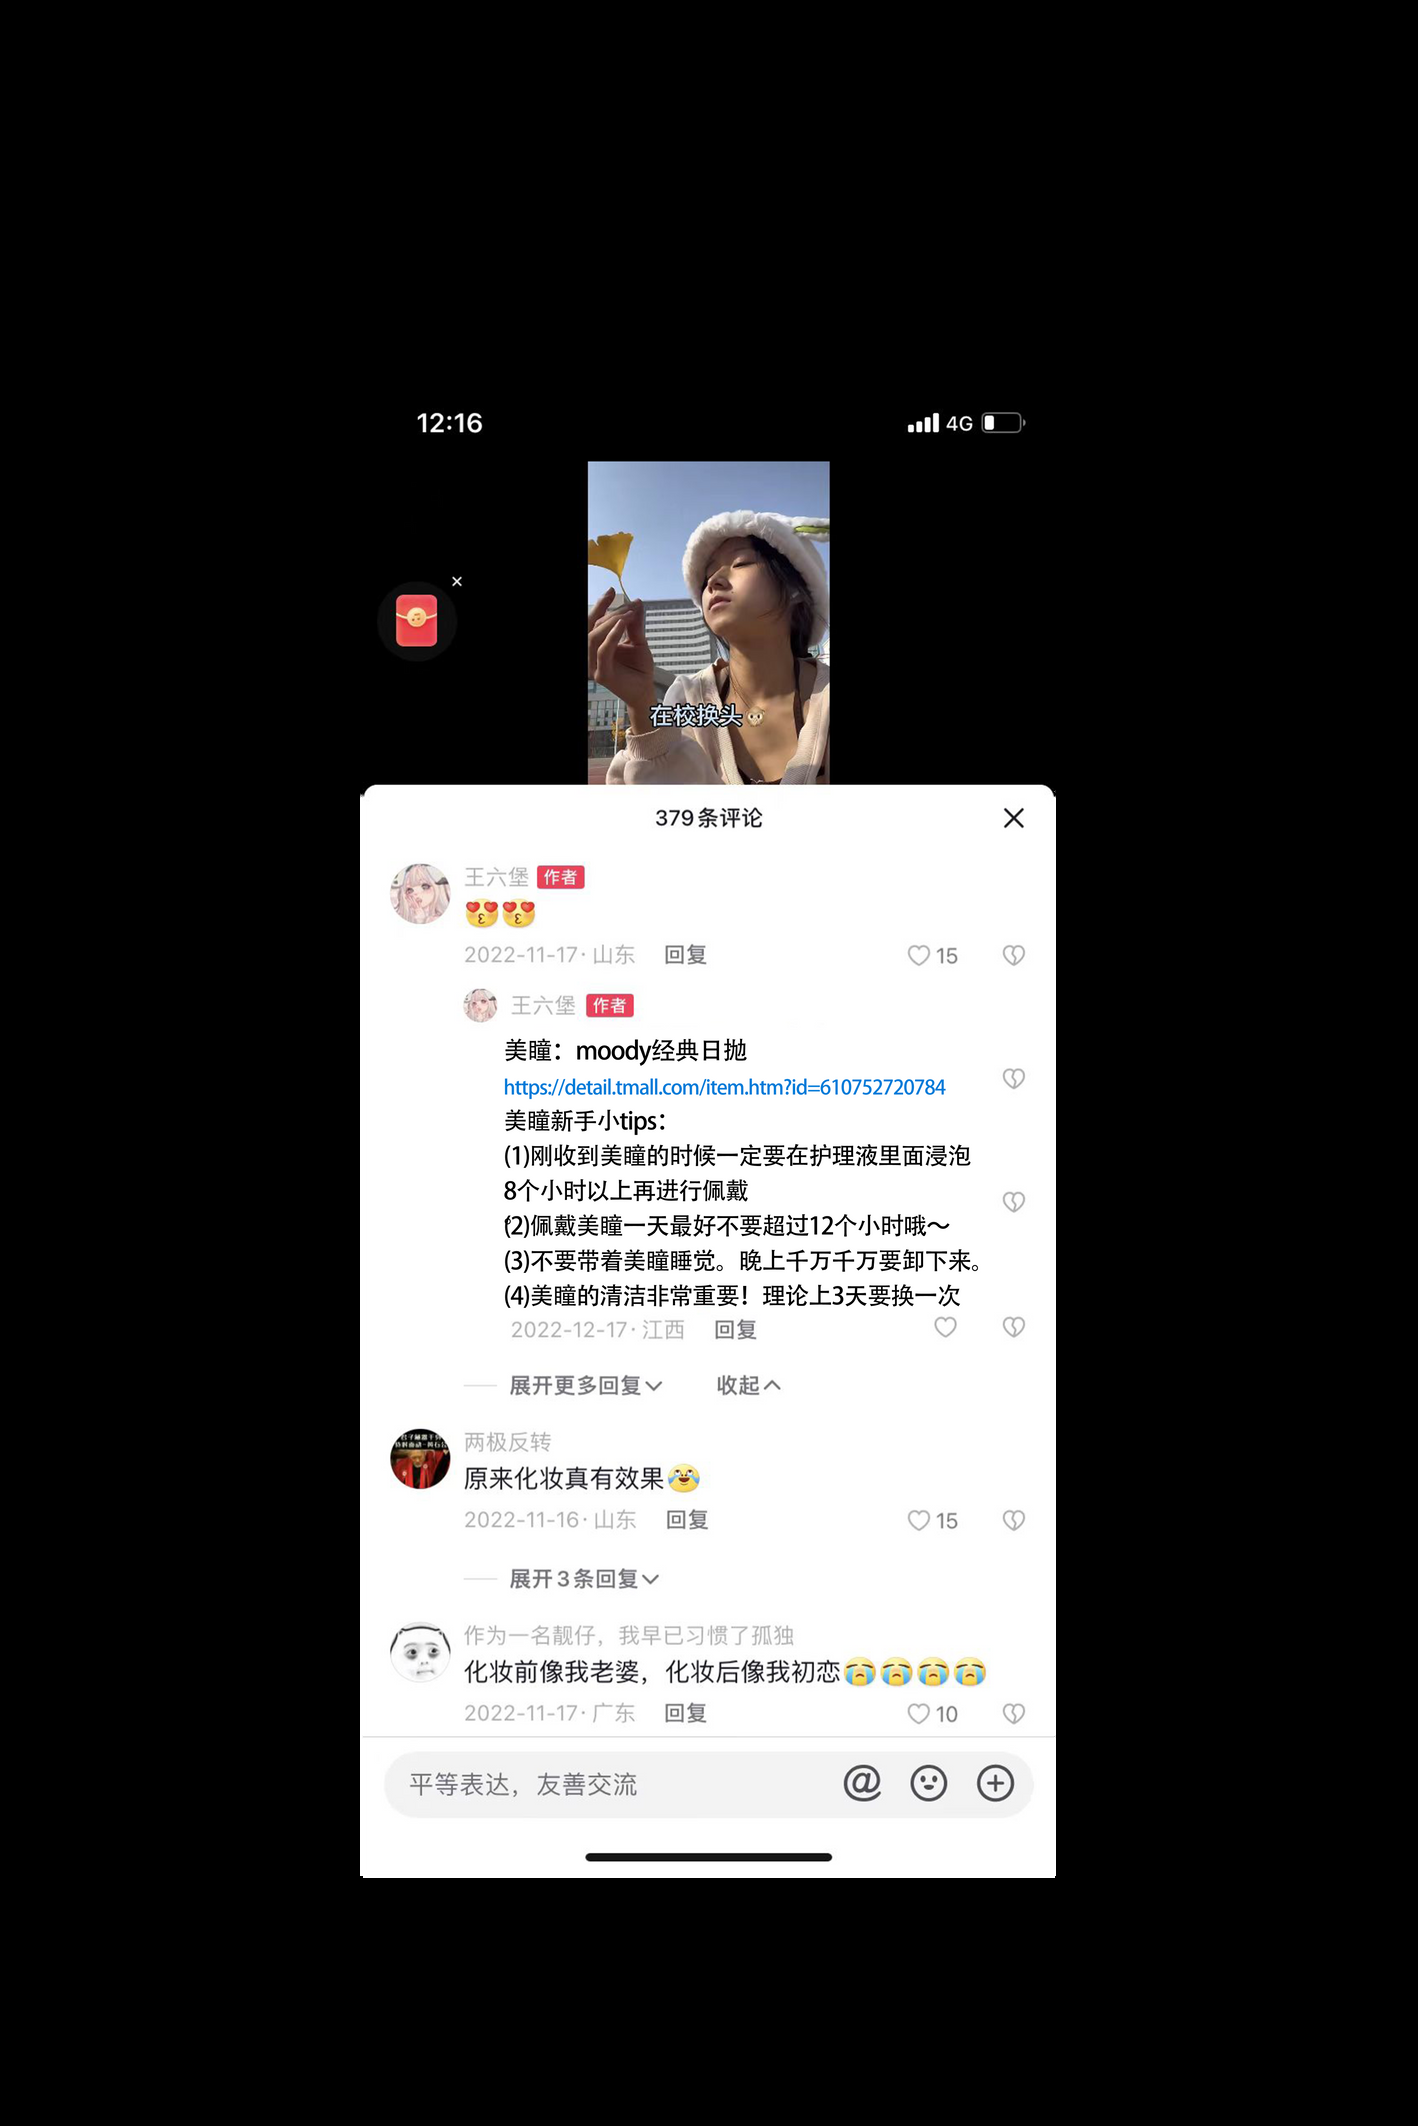 12:16
4G
在校换头
379条评论
王六堡 作者
2022-11-17·山东 回复 15
王六堡 作者
美瞳：moody经典日抛
https://detail.tmall.com/item.htm?id=610752720784
美瞳新手小tips：
(1)刚收到美瞳的时候一定要在护理液里面浸泡
8个小时以上再进行佩戴
(2)佩戴美瞳一天最好不要超过12个小时哦～
(3)不要带着美瞳睡觉。晚上千万千万要卸下来。
(4)美瞳的清洁非常重要！理论上3天要换一次
2022-12-17·江西 回复
展开更多回复 收起
两极反转
原来化妆真有效果
2022-11-16·山东 回复 15
展开3条回复
作为一名靓仔，我早已习惯了孤独
化妆前像我老婆，化妆后像我初恋
2022-11-17·广东 回复 10
平等表达，友善交流